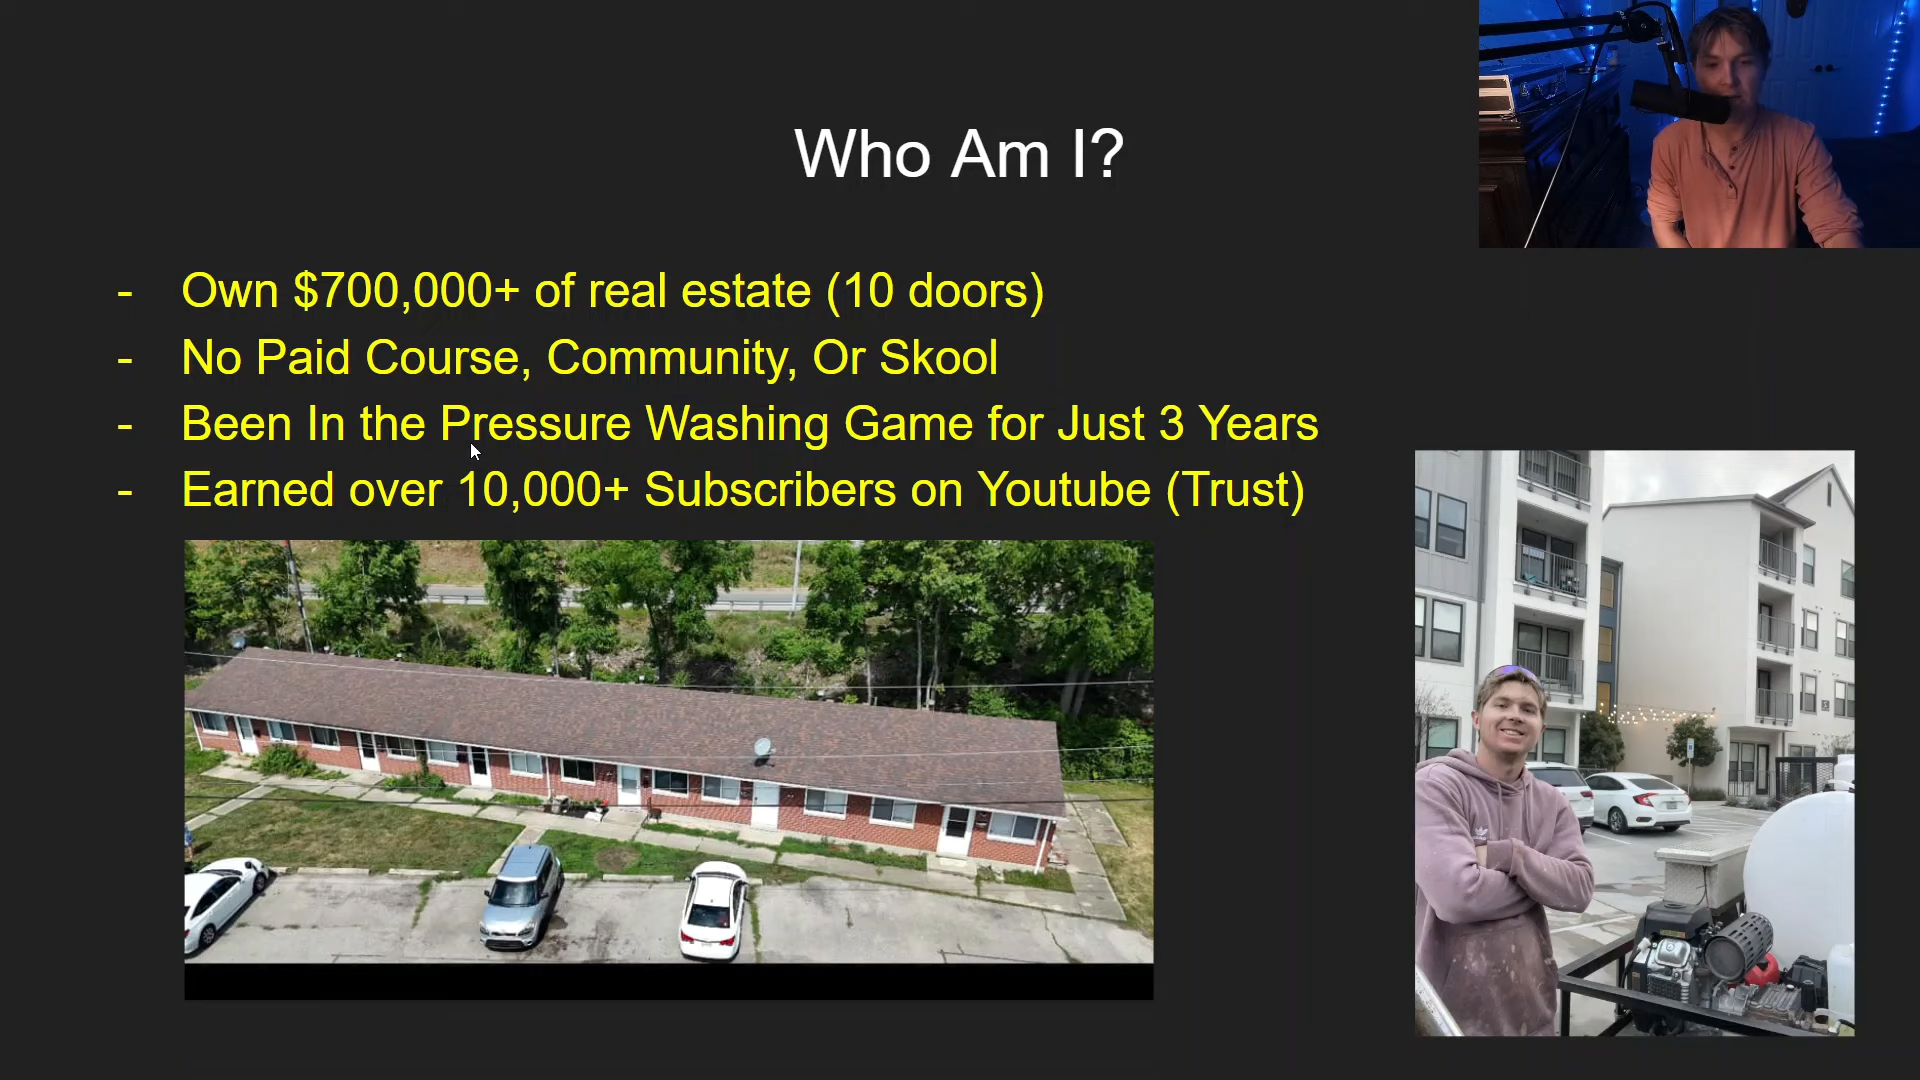 Who Am I?
- Own $700,000+ of real estate (10 doors)
- No Paid Course, Community, Or Skool
- Been In the Pressure Washing Game for Just 3 Years
- Earned over 10,000+ Subscribers on Youtube (Trust)